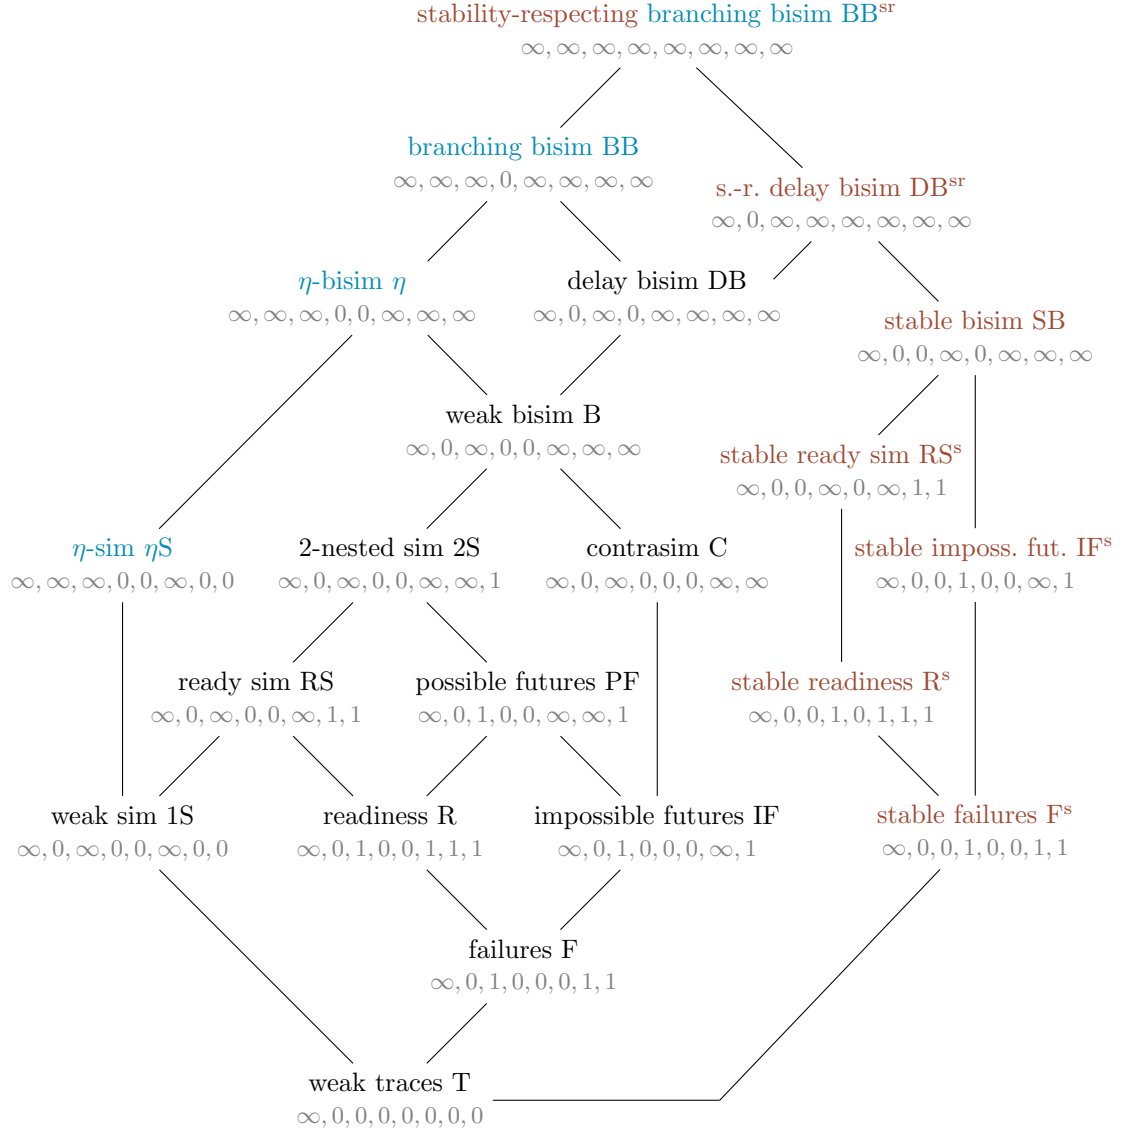 stability-respecting branching bisim BB^sr
∞, ∞, ∞, ∞, ∞, ∞, ∞, ∞
branching bisim BB
∞, ∞, ∞, 0, ∞, ∞, ∞, ∞
s.-r. delay bisim DB^sr
∞, 0, ∞, ∞, ∞, ∞, ∞, ∞
η-bisim η
∞, ∞, ∞, 0, 0, ∞, ∞, ∞
delay bisim DB
∞, 0, ∞, 0, ∞, ∞, ∞, ∞
stable bisim SB
∞, 0, 0, ∞, 0, ∞, ∞, ∞
weak bisim B
∞, 0, ∞, 0, 0, ∞, ∞, ∞
stable ready sim RS^s
∞, 0, 0, ∞, 0, ∞, 1, 1
η-sim ηS
∞, ∞, ∞, 0, 0, ∞, 0, 0
2-nested sim 2S
∞, 0, ∞, 0, 0, ∞, ∞, 1
contrasim C
∞, 0, ∞, 0, 0, 0, ∞, ∞
stable imposs. fut. IF^s
∞, 0, 0, 1, 0, 0, ∞, 1
ready sim RS
∞, 0, ∞, 0, 0, ∞, 1, 1
possible futures PF
∞, 0, 1, 0, 0, ∞, ∞, 1
stable readiness R^s
∞, 0, 0, 1, 0, 1, 1, 1
weak sim 1S
∞, 0, ∞, 0, 0, ∞, 0, 0
readiness R
∞, 0, 1, 0, 0, 1, 1, 1
impossible futures IF
∞, 0, 1, 0, 0, 0, ∞, 1
stable failures F^s
∞, 0, 0, 1, 0, 0, 1, 1
failures F
∞, 0, 1, 0, 0, 0, 1, 1
weak traces T
∞, 0, 0, 0, 0, 0, 0, 0